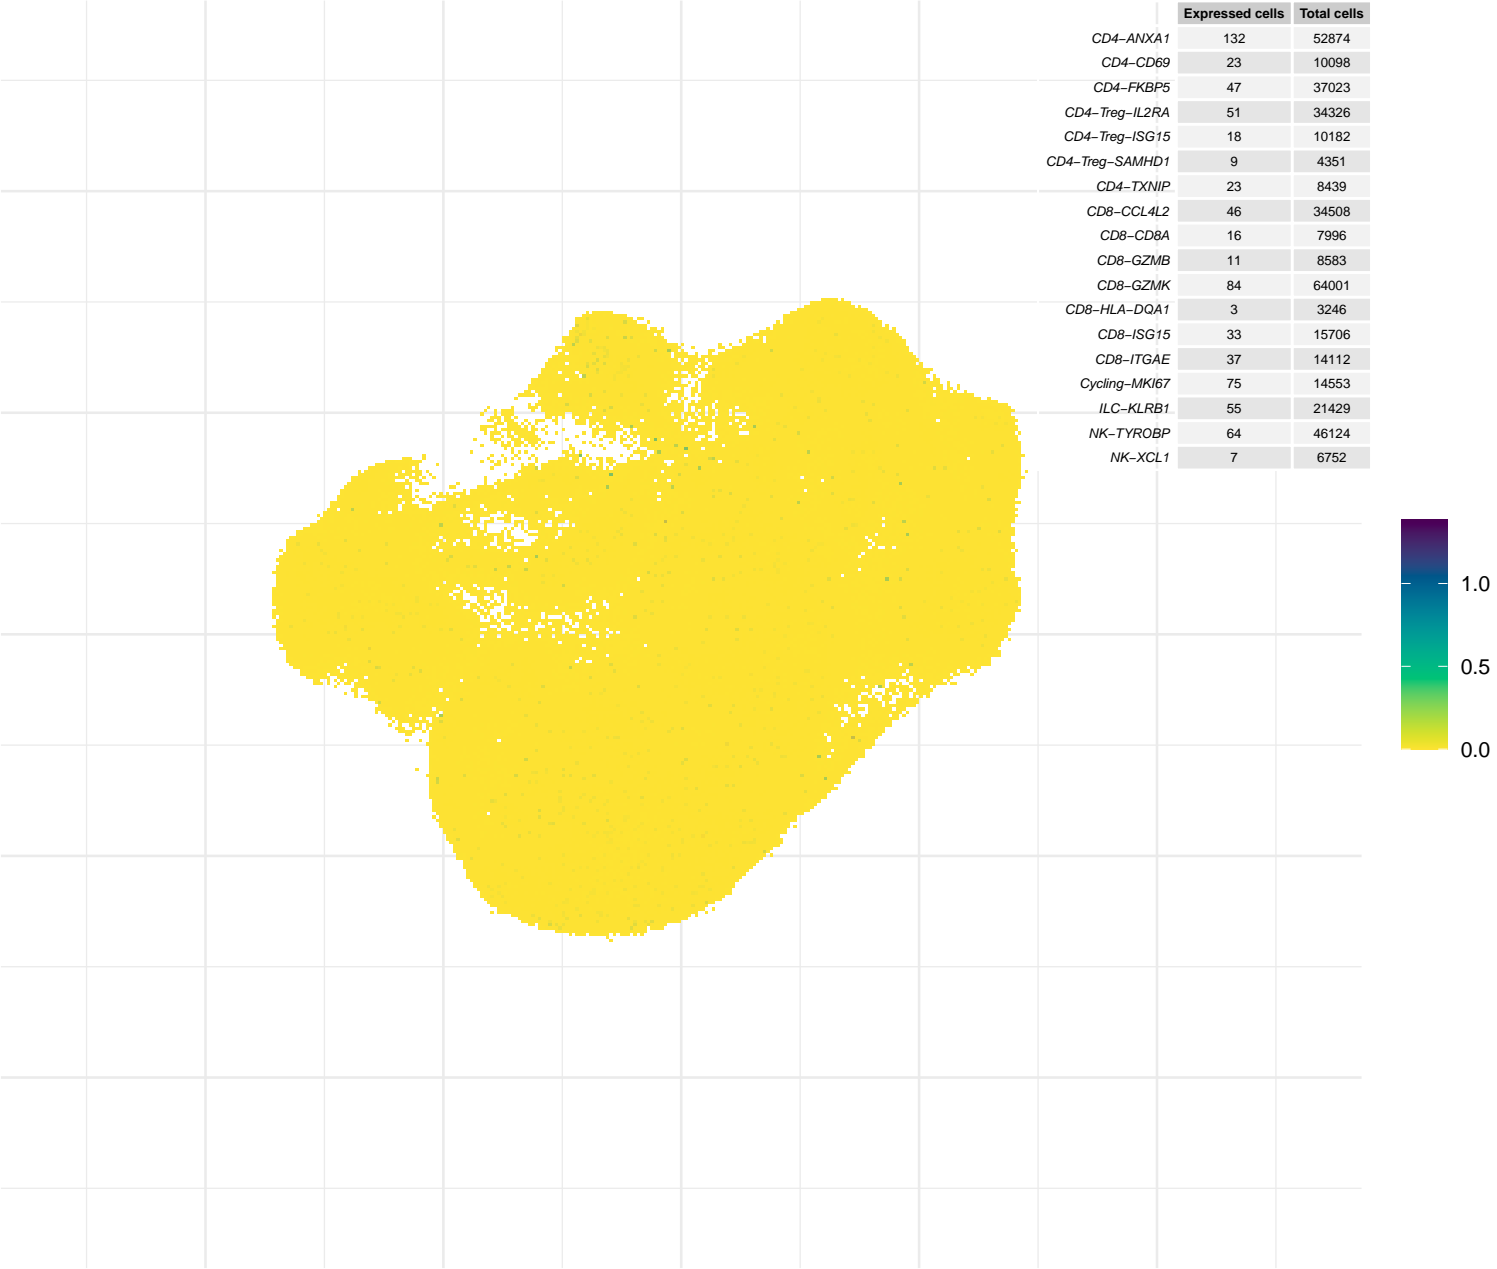 Expressed cells Total cells
CD4−ANXA1 132 52874
CD4−CD69 23 10098
CD4−FKBP5 47 37023
CD4−Treg−IL2RA 51 34326
CD4−Treg−ISG15 18 10182
CD4−Treg−SAMHD1 9 4351
CD4−TXNIP 23 8439
CD8−CCL4L2 46 34508
CD8−CD8A 16 7996
CD8−GZMB 11 8583
CD8−GZMK 84 64001
CD8−HLA−DQA1 3 3246
CD8−ISG15 33 15706
CD8−ITGAE 37 14112
Cycling−MKI67 75 14553
ILC−KLRB1 55 21429
NK−TYROBP 64 46124
NK−XCL1 7 6752
1.0
0.5
0.0